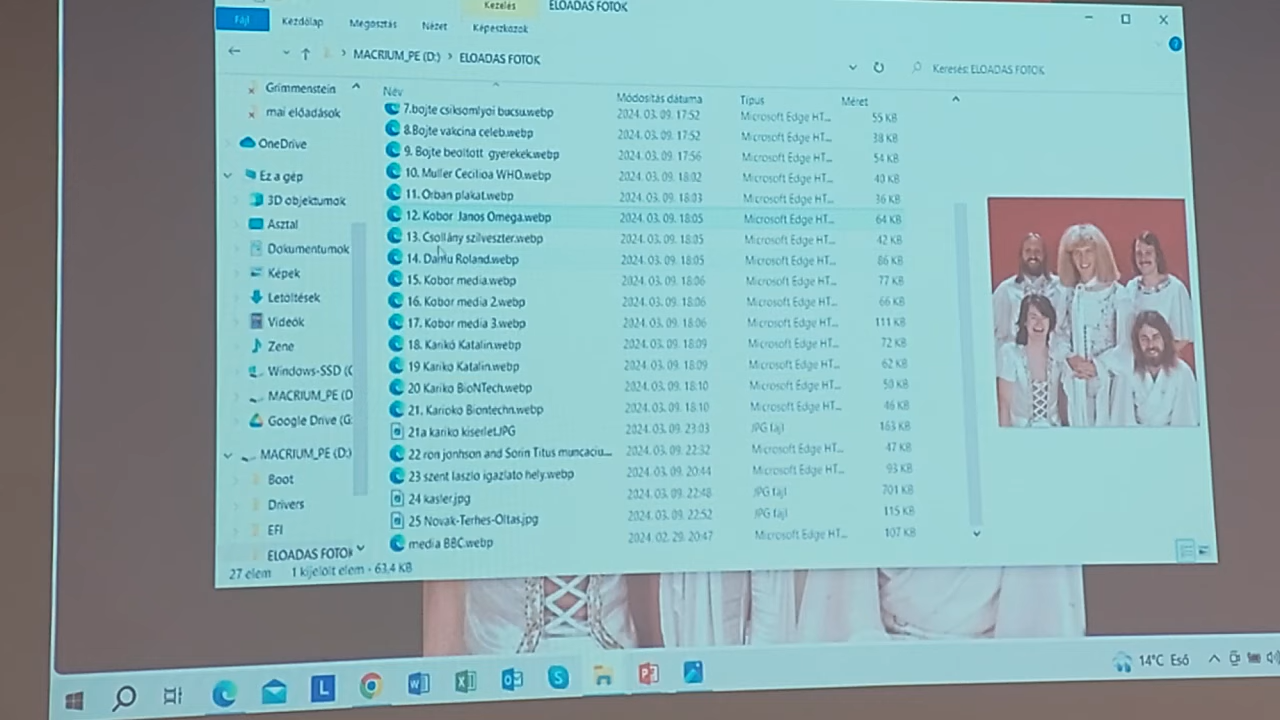 Kezelés ELOADAS FOTOK
Fájl Kezdőlap Megosztás Nézet Képeszközök
MACRIUM_PE (D:) > ELOADAS FOTOK
Keresés: ELOADAS FOTOK
Grimmenstein
mai előadások
OneDrive
Ez a gép
3D objektumok
Asztal
Dokumentumok
Képek
Letöltések
Videók
Zene
Windows-SSD (C
MACRIUM_PE (D
Google Drive (G:
MACRIUM_PE (D:)
Boot
Drivers
EFI
ELOADAS FOTOK
Név Módosítás dátuma Típus Méret
7.bojte csiksomlyoi bucsu.webp 2024. 03. 09. 17:52 Microsoft Edge HT... 55 KB
8.Bojte vakcina celeb.webp 2024. 03. 09. 17:52 Microsoft Edge HT... 38 KB
9. Bojte beoltott gyerekek.webp 2024. 03. 09. 17:56 Microsoft Edge HT... 54 KB
10. Muller Cecilioa WHO.webp 2024. 03. 09. 18:02 Microsoft Edge HT... 40 KB
11. Orban plakat.webp 2024. 03. 09. 18:03 Microsoft Edge HT... 36 KB
12. Kobor Janos Omega.webp 2024. 03. 09. 18:05 Microsoft Edge HT... 64 KB
13. Csollány szilveszter.webp 2024. 03. 09. 18:05 Microsoft Edge HT... 42 KB
14. Damu Roland.webp 2024. 03. 09. 18:05 Microsoft Edge HT... 86 KB
15. Kobor media.webp 2024. 03. 09. 18:06 Microsoft Edge HT... 77 KB
16. Kobor media 2.webp 2024. 03. 09. 18:06 Microsoft Edge HT... 66 KB
17. Kobor media 3.webp 2024. 03. 09. 18:06 Microsoft Edge HT... 111 KB
18. Karikó Katalin.webp 2024. 03. 09. 18:09 Microsoft Edge HT... 72 KB
19 Kariko Katalin.webp 2024. 03. 09. 18:09 Microsoft Edge HT... 62 KB
20 Kariko BioNTech.webp 2024. 03. 09. 18:10 Microsoft Edge HT... 50 KB
21. Karioko Biontechn.webp 2024. 03. 09. 18:10 Microsoft Edge HT... 46 KB
21a kariko kiserlet.JPG 2024. 03. 09. 23:03 JPG fájl 163 KB
22 ron jonhson and Sorin Titus muncaciu... 2024. 03. 09. 22:32 Microsoft Edge HT... 47 KB
23 szent laszlo igazlato hely.webp 2024. 03. 09. 20:44 Microsoft Edge HT... 93 KB
24 kasler.jpg 2024. 03. 09. 22:48 JPG fájl 701 KB
25 Novak-Terhes-Oltas.jpg 2024. 03. 09. 22:52 JPG fájl 115 KB
media BBC.webp 2024. 02. 29. 20:47 Microsoft Edge HT... 107 KB
27 elem 1 kijelölt elem - 63,4 KB
14°C Eső